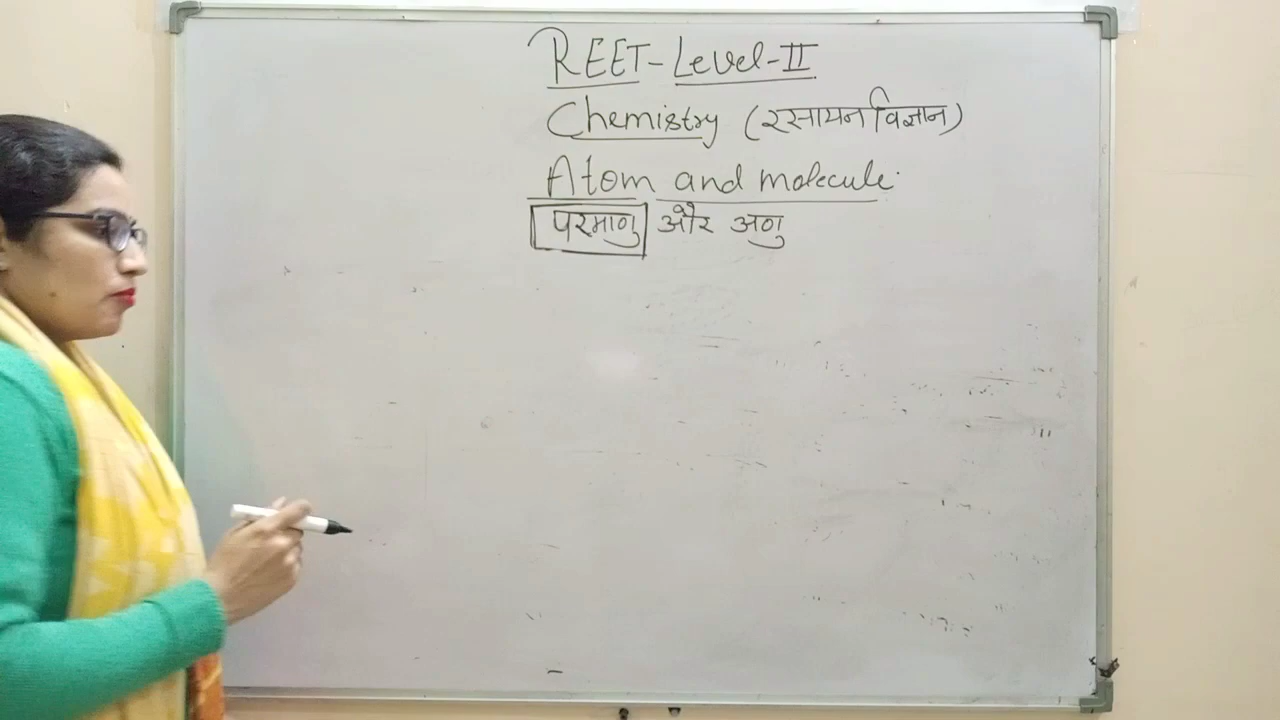 REET-Level-II
Chemistry (रसायन विज्ञान)
Atom and molecule.
परमाणु और अणु